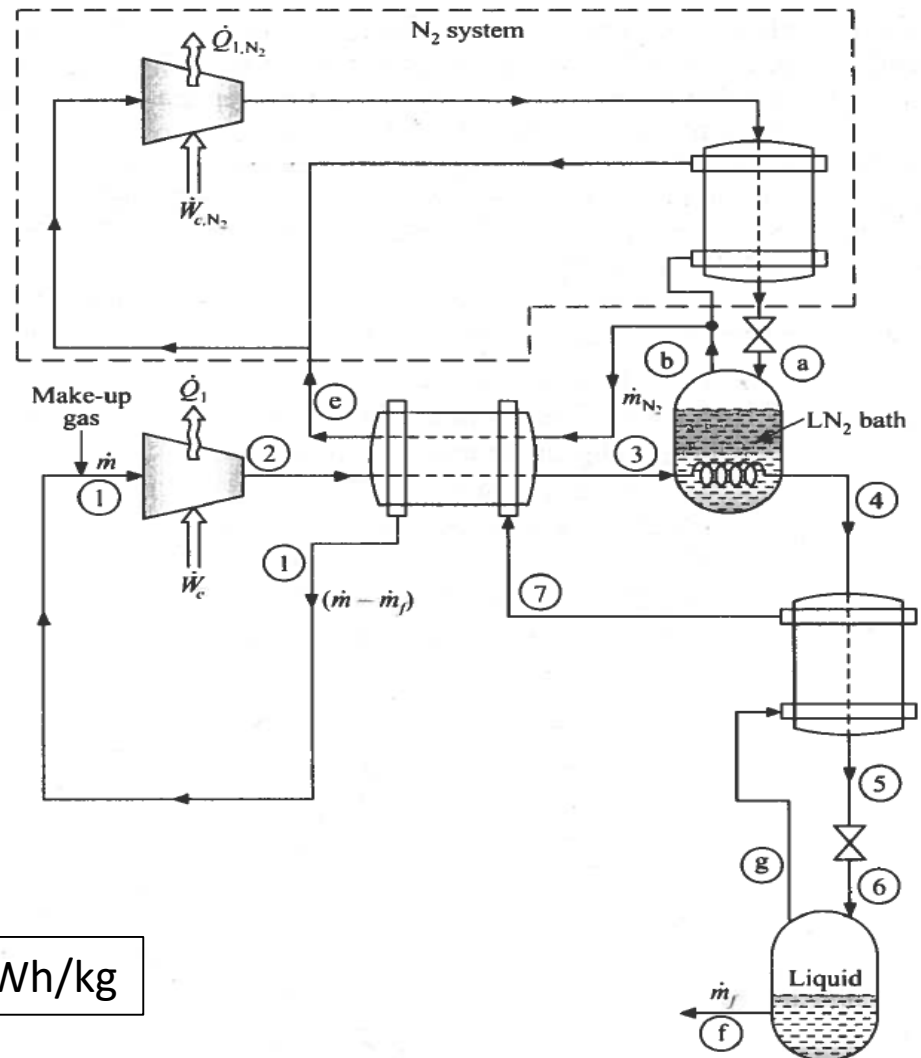 N₂ system
Q̇₁,N₂
Ẇc,N₂
b
a
e
ṁN₂
LN₂ bath
Make-up
gas
ṁ
1
Q̇₁
2
3
4
Ẇc
1
(ṁ − ṁf)
7
5
g
6
Wh/kg
Liquid
ṁf
f